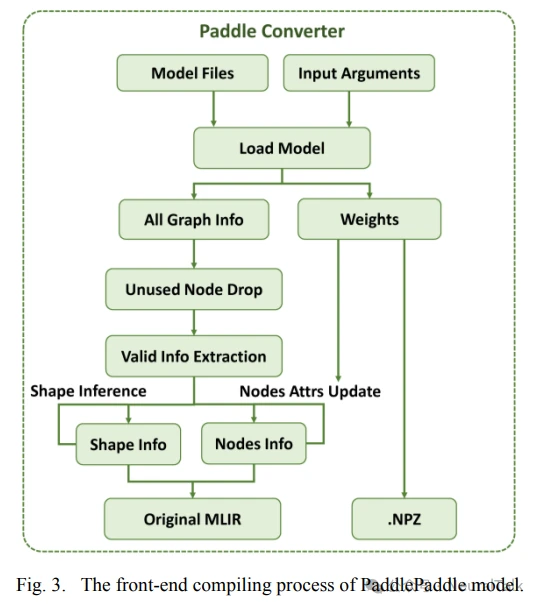 Paddle Converter
Model Files
Input Arguments
Load Model
All Graph Info
Weights
Unused Node Drop
Valid Info Extraction
Shape Inference
Nodes Attrs Update
Shape Info
Nodes Info
Original MLIR
.NPZ
Fig. 3. The front-end compiling process of PaddlePaddle model.